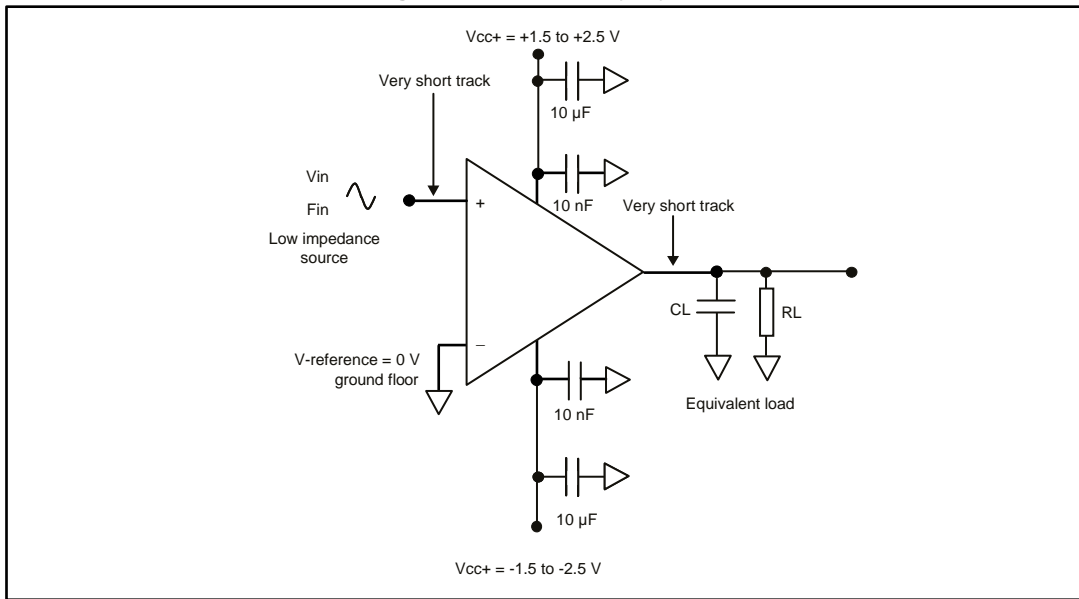 Vcc+ = +1.5 to +2.5 V
Very short track
10 µF
Vin
Fin
Low impedance
source
+
10 nF
Very short track
CL
RL
V-reference = 0 V
ground floor
–
10 nF
Equivalent load
10 µF
Vcc+ = -1.5 to -2.5 V